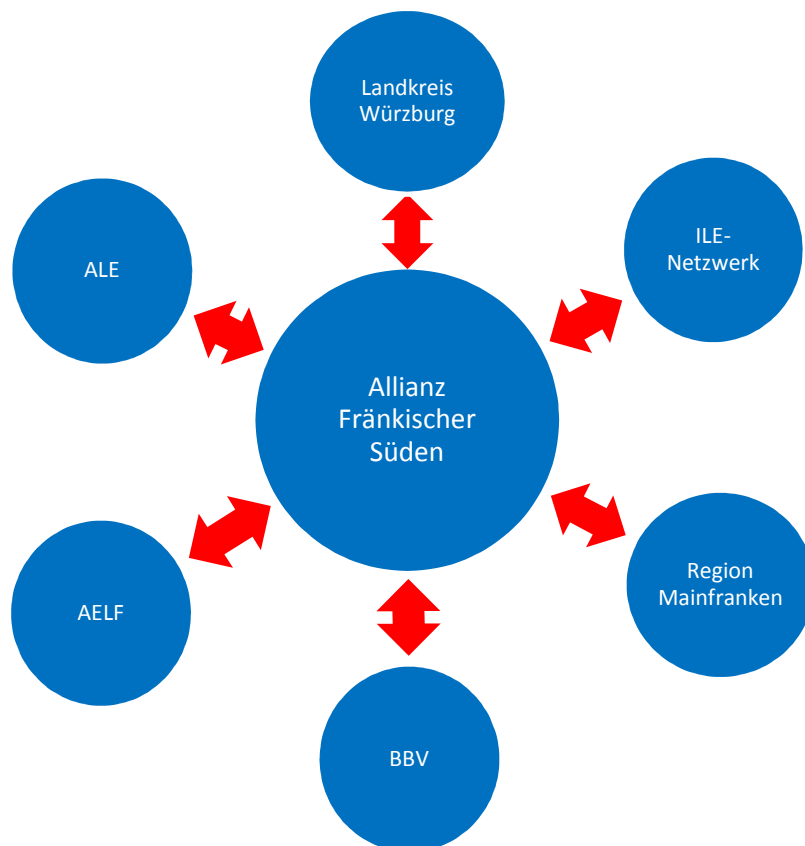 Landkreis
Würzburg
ILE-
Netzwerk
ALE
Allianz
Fränkischer
Süden
Region
Mainfranken
AELF
BBV